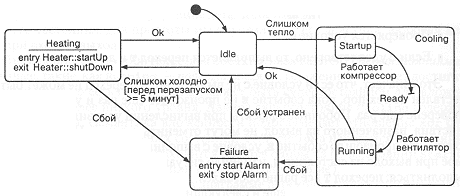 Heating
entry Heater::startUp
exit Heater::shutDown
Ok
Idle
Слишком
тепло
Cooling
Startup
Работает
компрессор
Ready
Работает
вентилятор
Running
Ok
Слишком холодно
[перед перезапуском
>= 5 минут]
Сбой
Сбой устранен
Failure
entry start Alarm
exit stop Alarm
Сбой